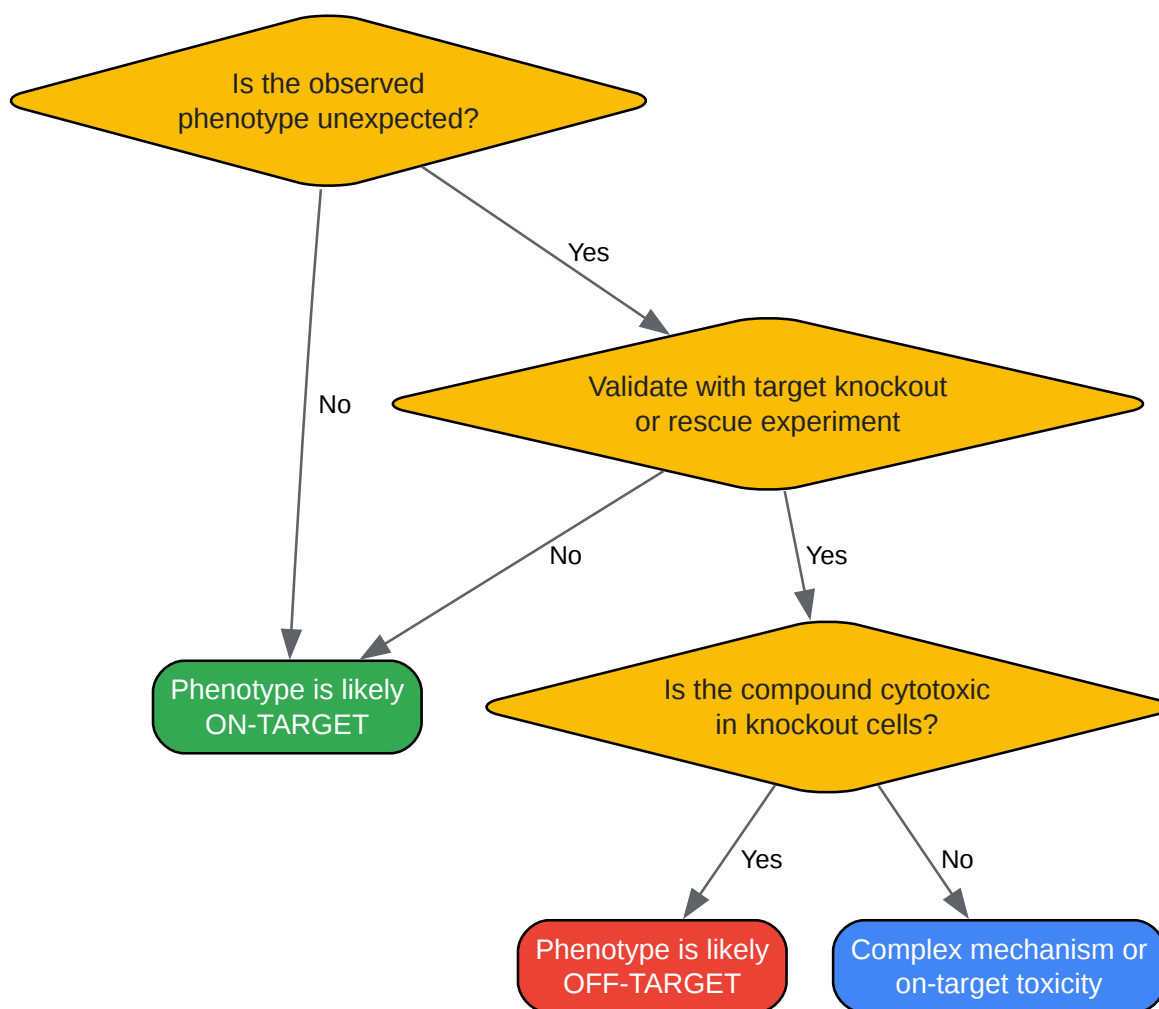 Is the observed
phenotype unexpected?
Yes
No
Validate with target knockout
or rescue experiment
No
Yes
Phenotype is likely
ON-TARGET
Is the compound cytotoxic
in knockout cells?
Yes
No
Phenotype is likely
OFF-TARGET
Complex mechanism or
on-target toxicity